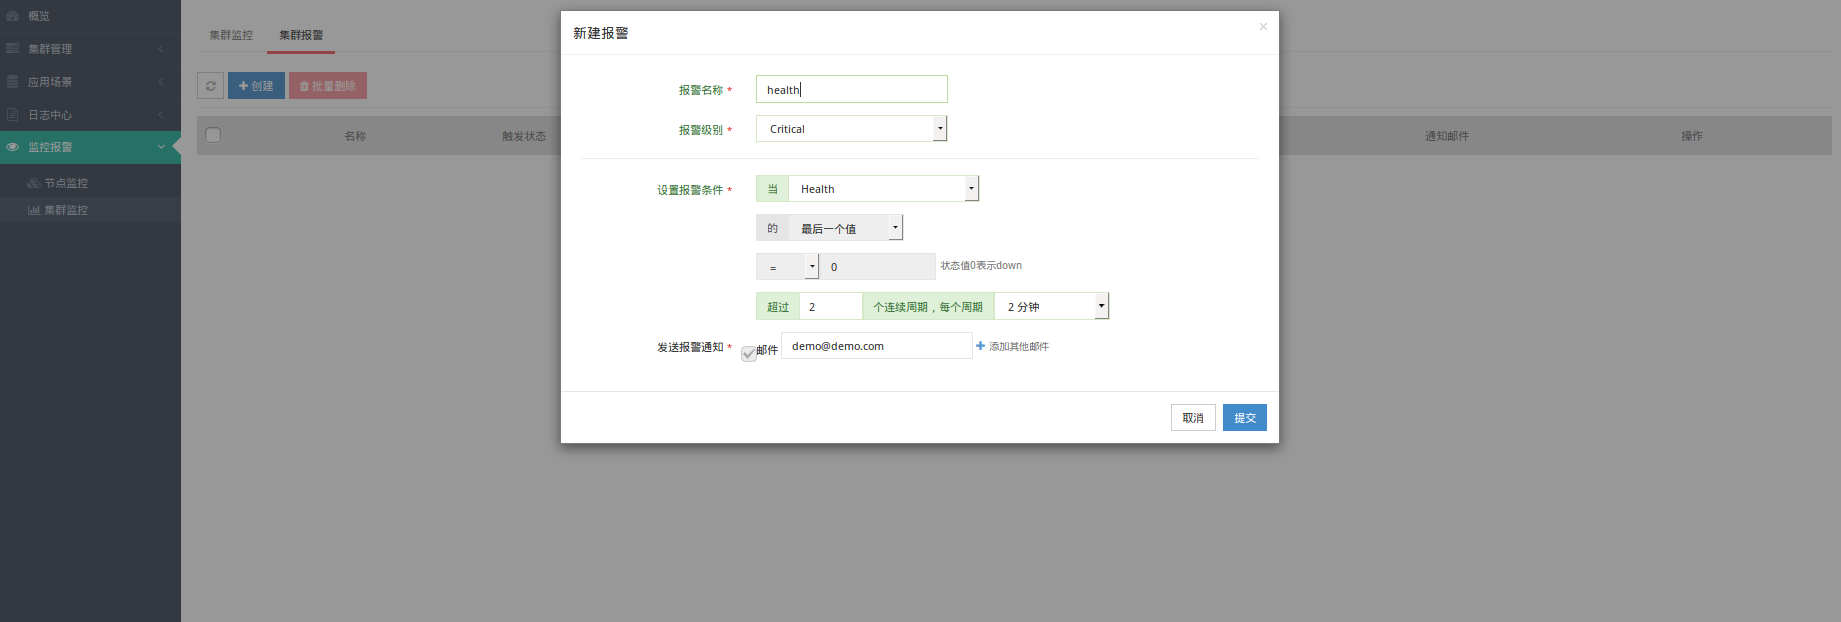 概览
集群管理
应用场景
日志中心
监控报警
节点监控
集群监控
集群监控 集群报警
创建 批量删除
名称 触发状态 通知邮件 操作
新建报警 ×
报警名称 * health
报警级别 * Critical
设置报警条件 * 当 Health
的 最后一个值
= 0 状态值0表示down
超过 2 个连续周期，每个周期 2 分钟
发送报警通知 * 邮件 demo@demo.com 添加其他邮件
取消 提交